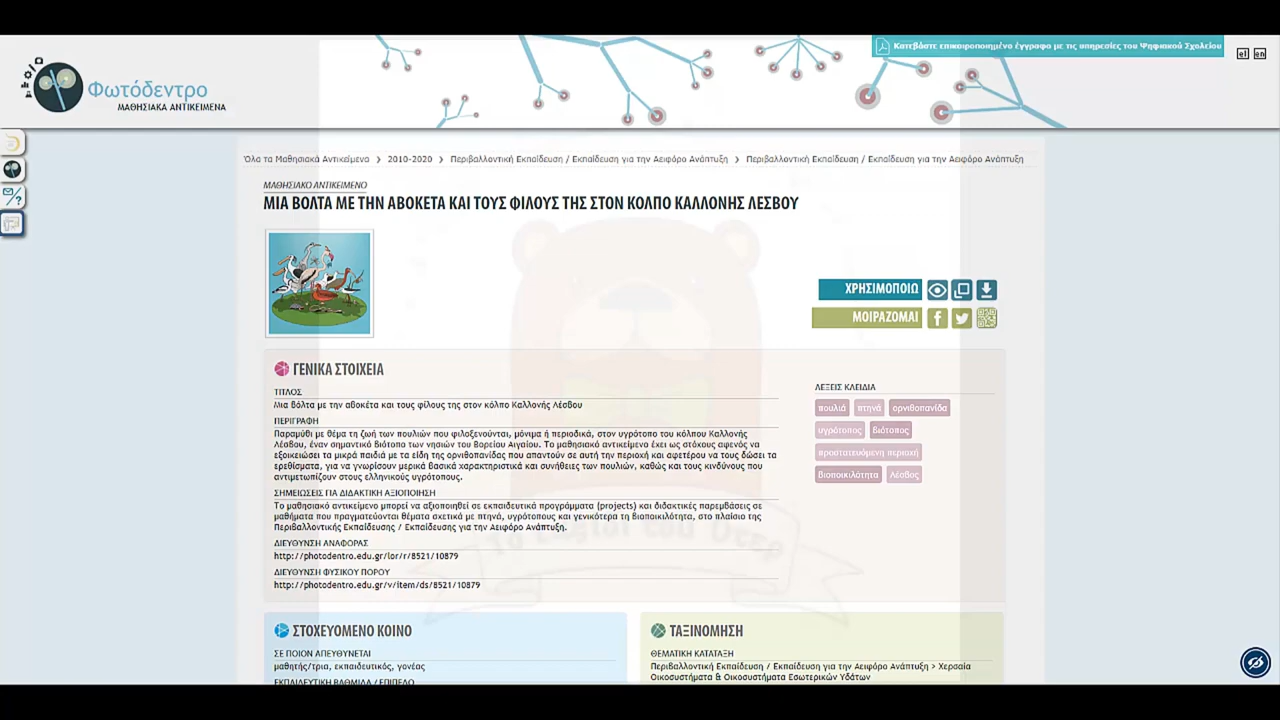 Κατεβάστε επικαιροποιημένο έγγραφο με τις υπηρεσίες του Ψηφιακού Σχολείου
el en
Φωτόδεντρο
ΜΑΘΗΣΙΑΚΑ ΑΝΤΙΚΕΙΜΕΝΑ
Όλα τα Μαθησιακά Αντικείμενα > 2010-2020 > Περιβαλλοντική Εκπαίδευση / Εκπαίδευση για την Αειφόρο Ανάπτυξη > Περιβαλλοντική Εκπαίδευση / Εκπαίδευση για την Αειφόρο Ανάπτυξη
ΜΑΘΗΣΙΑΚΟ ΑΝΤΙΚΕΙΜΕΝΟ
ΜΙΑ ΒΟΛΤΑ ΜΕ ΤΗΝ ΑΒΟΚΕΤΑ ΚΑΙ ΤΟΥΣ ΦΙΛΟΥΣ ΤΗΣ ΣΤΟΝ ΚΟΛΠΟ ΚΑΛΛΟΝΗΣ ΛΕΣΒΟΥ
ΧΡΗΣΙΜΟΠΟΙΩ
ΜΟΙΡΑΖΟΜΑΙ
ΓΕΝΙΚΑ ΣΤΟΙΧΕΙΑ
ΤΙΤΛΟΣ
Μια βόλτα με την αβοκέτα και τους φίλους της στον κόλπο Καλλονής Λέσβου
ΠΕΡΙΓΡΑΦΗ
Παραμύθι με θέμα τη ζωή των πουλιών που φιλοξενούνται, μόνιμα ή περιοδικά, στον υγρότοπο του κόλπου Καλλονής
Λέσβου, έναν σημαντικό βιότοπο των νησιών του Βορείου Αιγαίου. Το μαθησιακό αντικείμενο έχει ως στόχους αφενός να
εξοικειώσει τα μικρά παιδιά με τα είδη της ορνιθοπανίδας που απαντούν σε αυτή την περιοχή και αφετέρου να τους δώσει τα
ερεθίσματα, για να γνωρίσουν μερικά βασικά χαρακτηριστικά και συνήθειες των πουλιών, καθώς και τους κινδύνους που
αντιμετωπίζουν στους ελληνικούς υγρότοπους.
ΣΗΜΕΙΩΣΕΙΣ ΓΙΑ ΔΙΔΑΚΤΙΚΗ ΑΞΙΟΠΟΙΗΣΗ
Το μαθησιακό αντικείμενο μπορεί να αξιοποιηθεί σε εκπαιδευτικά προγράμματα (projects) και διδακτικές παρεμβάσεις σε
μαθήματα που πραγματεύονται θέματα σχετικά με πτηνά, υγρότοπους και γενικότερα τη βιοποικιλότητα, στο πλαίσιο της
Περιβαλλοντικής Εκπαίδευσης / Εκπαίδευσης για την Αειφόρο Ανάπτυξη.
ΔΙΕΥΘΥΝΣΗ ΑΝΑΦΟΡΑΣ
http://photodentro.edu.gr/lor/r/8521/10879
ΔΙΕΥΘΥΝΣΗ ΦΥΣΙΚΟΥ ΠΟΡΟΥ
http://photodentro.edu.gr/v/item/ds/8521/10879
ΛΕΞΕΙΣ ΚΛΕΙΔΙΑ
πουλιά πτηνά ορνιθοπανίδα
υγρότοπος βιότοπος
προστατευόμενη περιοχή
βιοποικιλότητα Λέσβος
ΣΤΟΧΕΥΟΜΕΝΟ ΚΟΙΝΟ
ΣΕ ΠΟΙΟΝ ΑΠΕΥΘΥΝΕΤΑΙ
μαθητής/τρια, εκπαιδευτικός, γονέας
ΕΚΠΑΙΔΕΥΤΙΚΗ ΒΑΘΜΙΔΑ / ΕΠΙΠΕΔΟ
ΤΑΞΙΝΟΜΗΣΗ
ΘΕΜΑΤΙΚΗ ΚΑΤΑΤΑΞΗ
Περιβαλλοντική Εκπαίδευση / Εκπαίδευση για την Αειφόρο Ανάπτυξη > Χερσαία
Οικοσυστήματα & Οικοσυστήματα Εσωτερικών Υδάτων